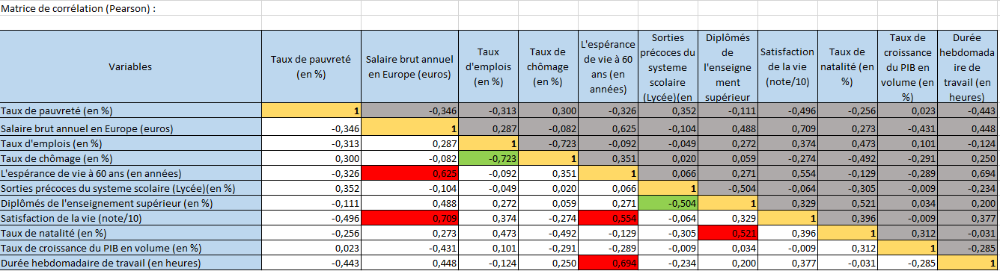 Matrice de corrélation (Pearson) :
Variables
Taux de pauvreté
(en %)
Salaire brut annuel
en Europe (euros)
Taux
d'emplois (en
%)
Taux de
chômage (en
%)
L'espérance
de vie à 60
ans (en
années)
Sorties
précoces du
systeme
scolaire
(Lycée)(en
Diplômés
de
l'enseigne
ment
supérieur
Satisfaction
de la vie
(note/10)
Taux de
natalité (en
%)
Taux de
croissance
du PIB en
volume (en
%)
Durée
hebdomada
ire de
travail (en
heures)
Taux de pauvreté (en %) 1 -0,346 -0,313 0,300 -0,326 0,352 -0,111 -0,496 -0,256 0,023 -0,443
Salaire brut annuel en Europe (euros) -0,346 1 0,287 -0,082 0,625 -0,104 0,488 0,709 0,273 -0,431 0,448
Taux d'emplois (en %) -0,313 0,287 1 -0,723 -0,092 -0,049 0,272 0,374 0,473 0,101 -0,124
Taux de chômage (en %) 0,300 -0,082 -0,723 1 0,351 0,020 0,059 -0,274 -0,492 -0,291 0,250
L'espérance de vie à 60 ans (en années) -0,326 0,625 -0,092 0,351 1 0,066 0,271 0,554 -0,129 -0,289 0,694
Sorties précoces du systeme scolaire (Lycée)(en %) 0,352 -0,104 -0,049 0,020 0,066 1 -0,504 -0,064 -0,305 -0,009 -0,234
Diplômés de l'enseignement supérieur (en %) -0,111 0,488 0,272 0,059 0,271 -0,504 1 0,329 0,521 0,034 0,200
Satisfaction de la vie (note/10) -0,496 0,709 0,374 -0,274 0,554 -0,064 0,329 1 0,396 -0,009 0,377
Taux de natalité (en %) -0,256 0,273 0,473 -0,492 -0,129 -0,305 0,521 0,396 1 0,312 -0,031
Taux de croissance du PIB en volume (en %) 0,023 -0,431 0,101 -0,291 -0,289 -0,009 0,034 -0,009 0,312 1 -0,285
Durée hebdomadaire de travail (en heures) -0,443 0,448 -0,124 0,250 0,694 -0,234 0,200 0,377 -0,031 -0,285 1